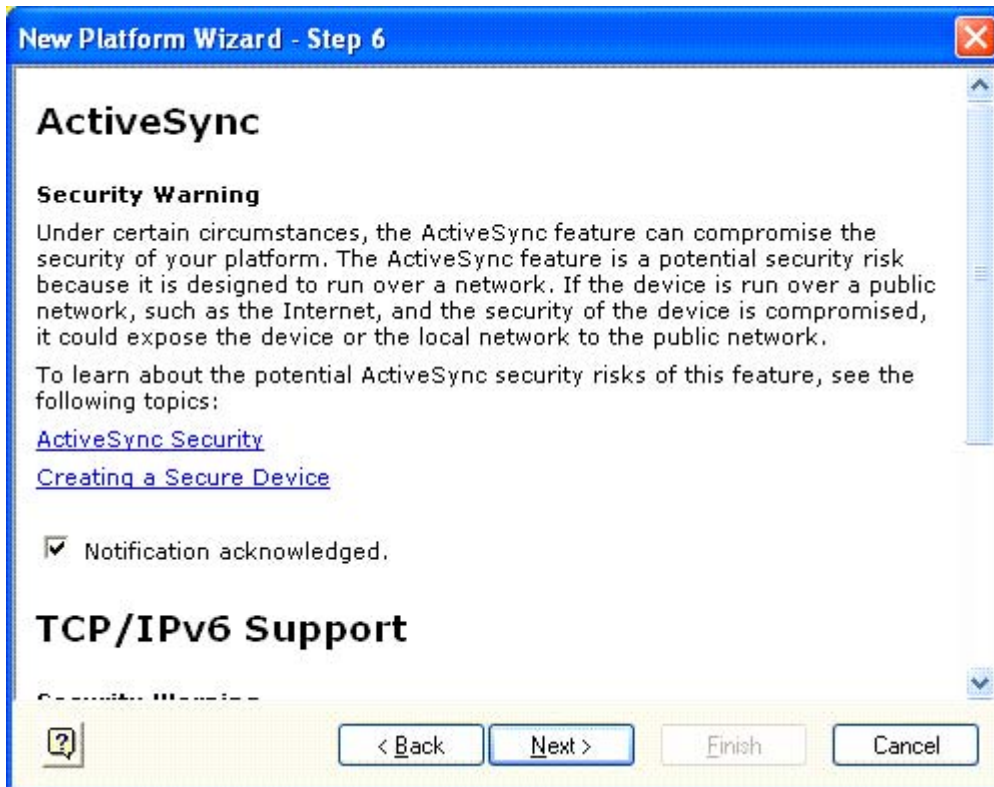 New Platform Wizard - Step 6
ActiveSync
Security Warning
Under certain circumstances, the ActiveSync feature can compromise the
security of your platform. The ActiveSync feature is a potential security risk
because it is designed to run over a network. If the device is run over a public
network, such as the Internet, and the security of the device is compromised,
it could expose the device or the local network to the public network.
To learn about the potential ActiveSync security risks of this feature, see the
following topics:
ActiveSync Security
Creating a Secure Device
Notification acknowledged.
TCP/IPv6 Support
Security Warning
< Back Next > Finish Cancel